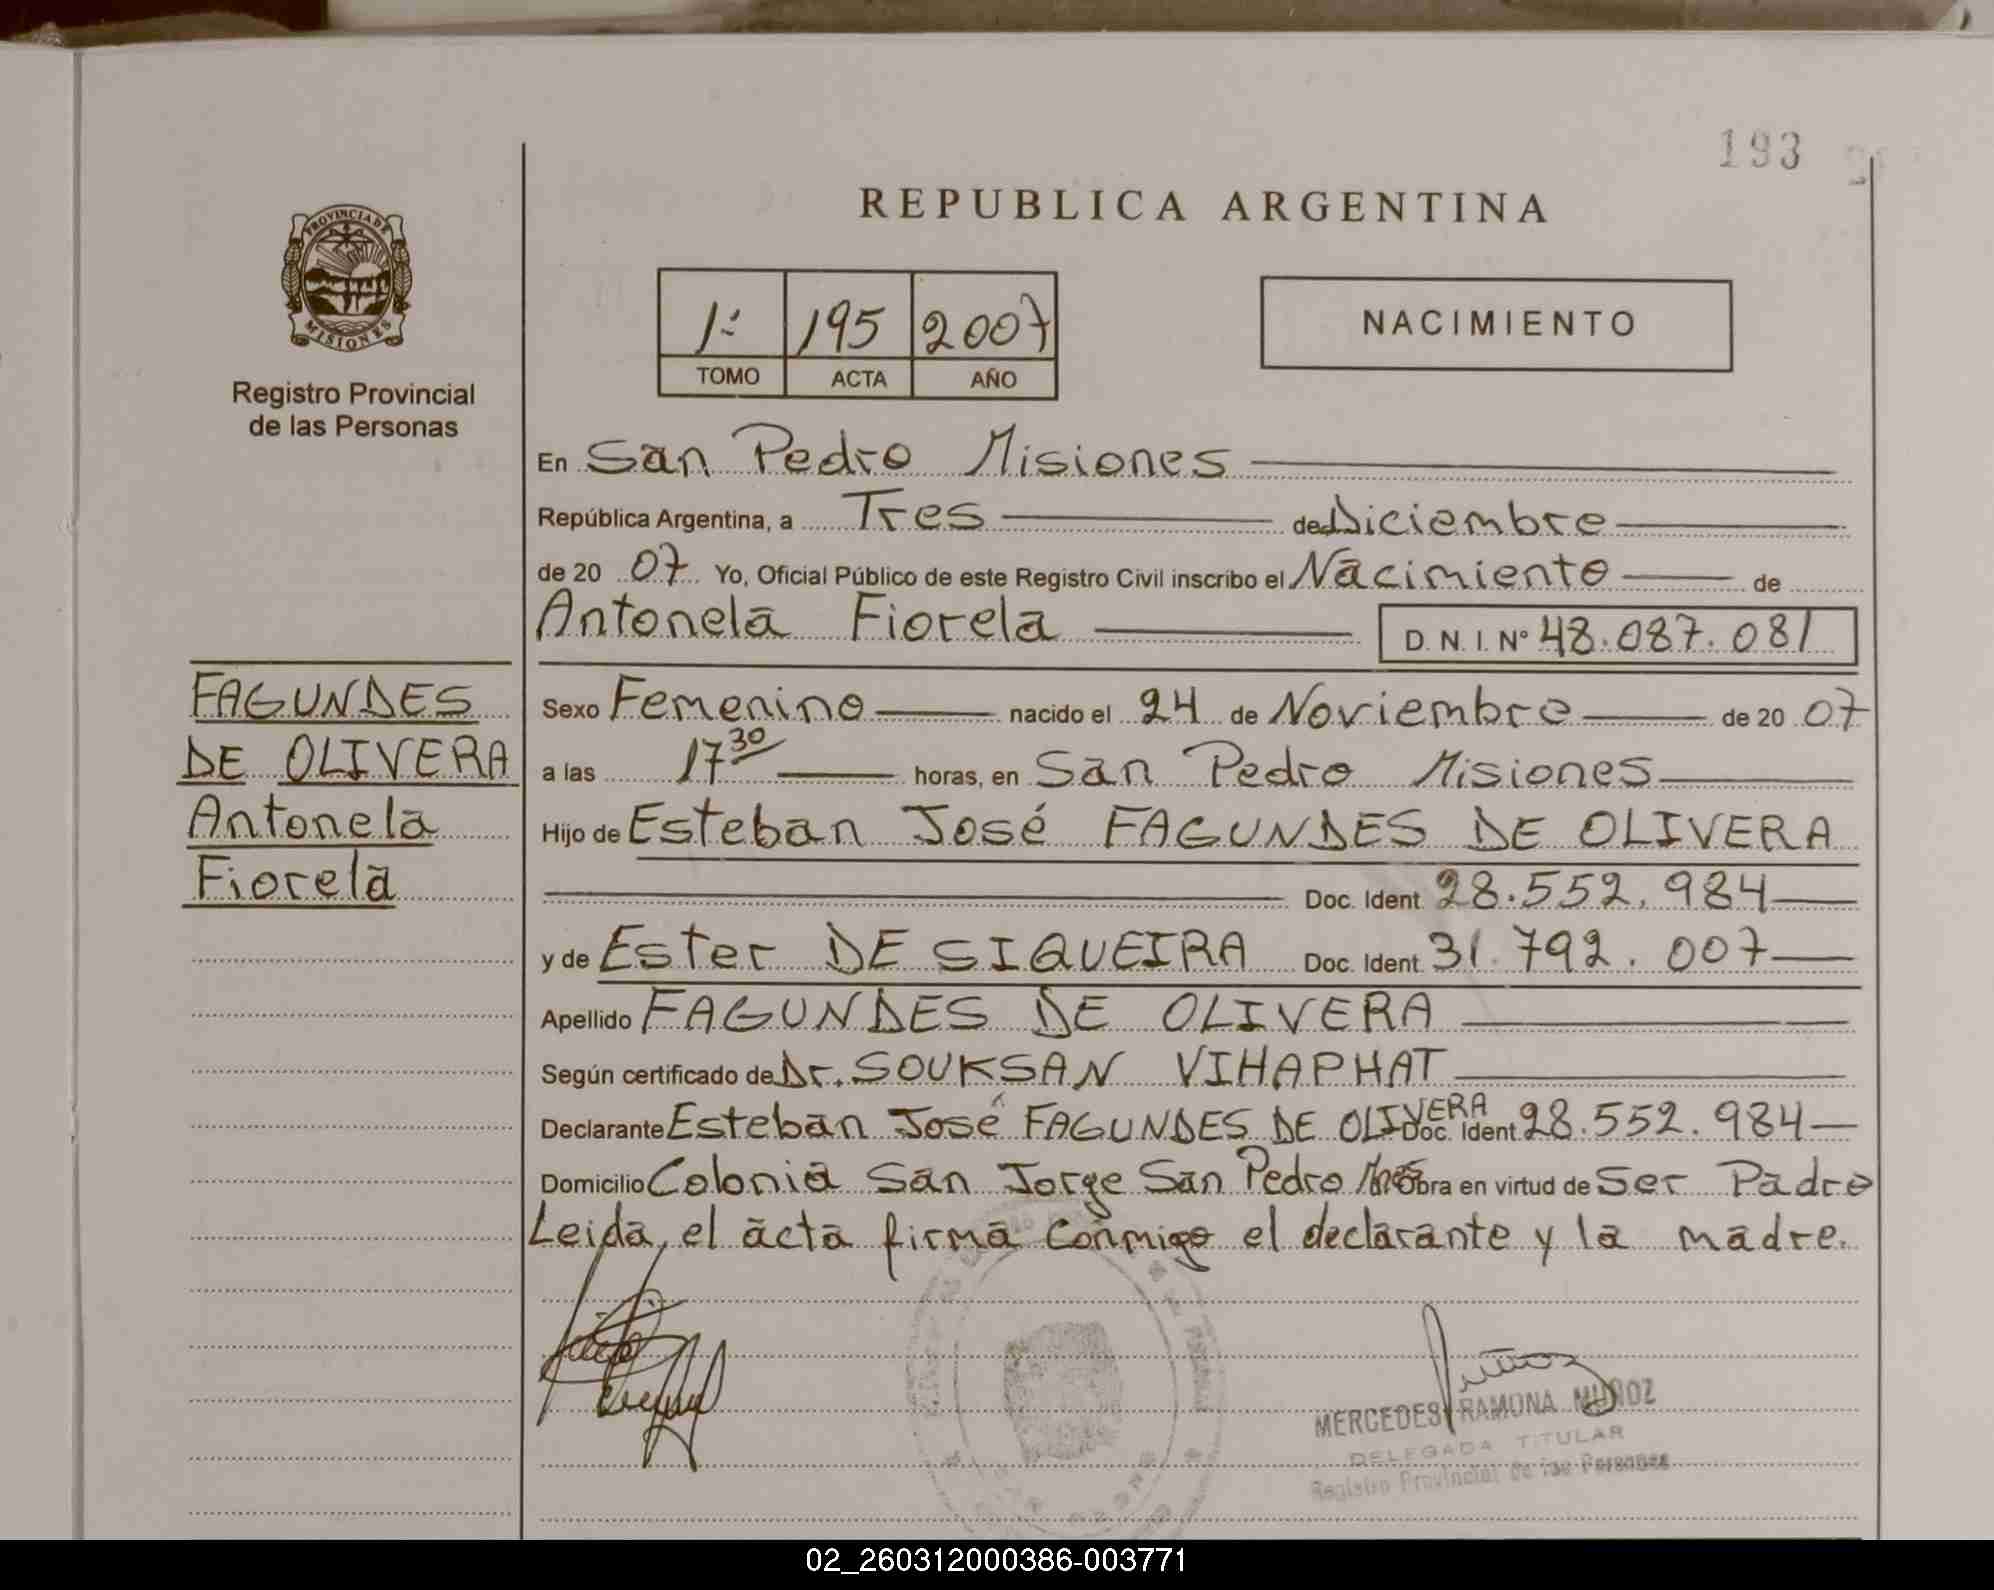 193
REPUBLICA ARGENTINA
PROVINCIA DE
MISIONES
Registro Provincial
de las Personas
1º 195 2007
TOMO ACTA AÑO
NACIMIENTO
En San Pedro Misiones
República Argentina, a Tres de Diciembre
de 20 07 Yo, Oficial Público de este Registro Civil inscribo el Nacimiento de
Antonela Fiorela D. N. I. Nº 48.087.081
FAGUNDES
DE OLIVERA
Antonela
Fiorela
Sexo Femenino nacido el 24 de Noviembre de 20 07
a las 17 30 horas, en San Pedro Misiones
Hijo de Esteban José FAGUNDES DE OLIVERA
Doc. Ident. 28.552.984
y de Ester DE SIQUEIRA Doc. Ident. 31.792.007
Apellido FAGUNDES DE OLIVERA
Según certificado de Dr. SOUKSAN VIHAPHAT
Declarante Esteban José FAGUNDES DE OLIVERA Doc. Ident 28.552.984
Domicilio Colonia San Jorge San Pedro Obra en virtud de Ser Padre
Leida, el acta firma conmigo el declarante y la madre.
MERCEDES RAMONA MUÑOZ
DELEGADA TITULAR
Registro Provincial de las Personas
02_260312000386-003771